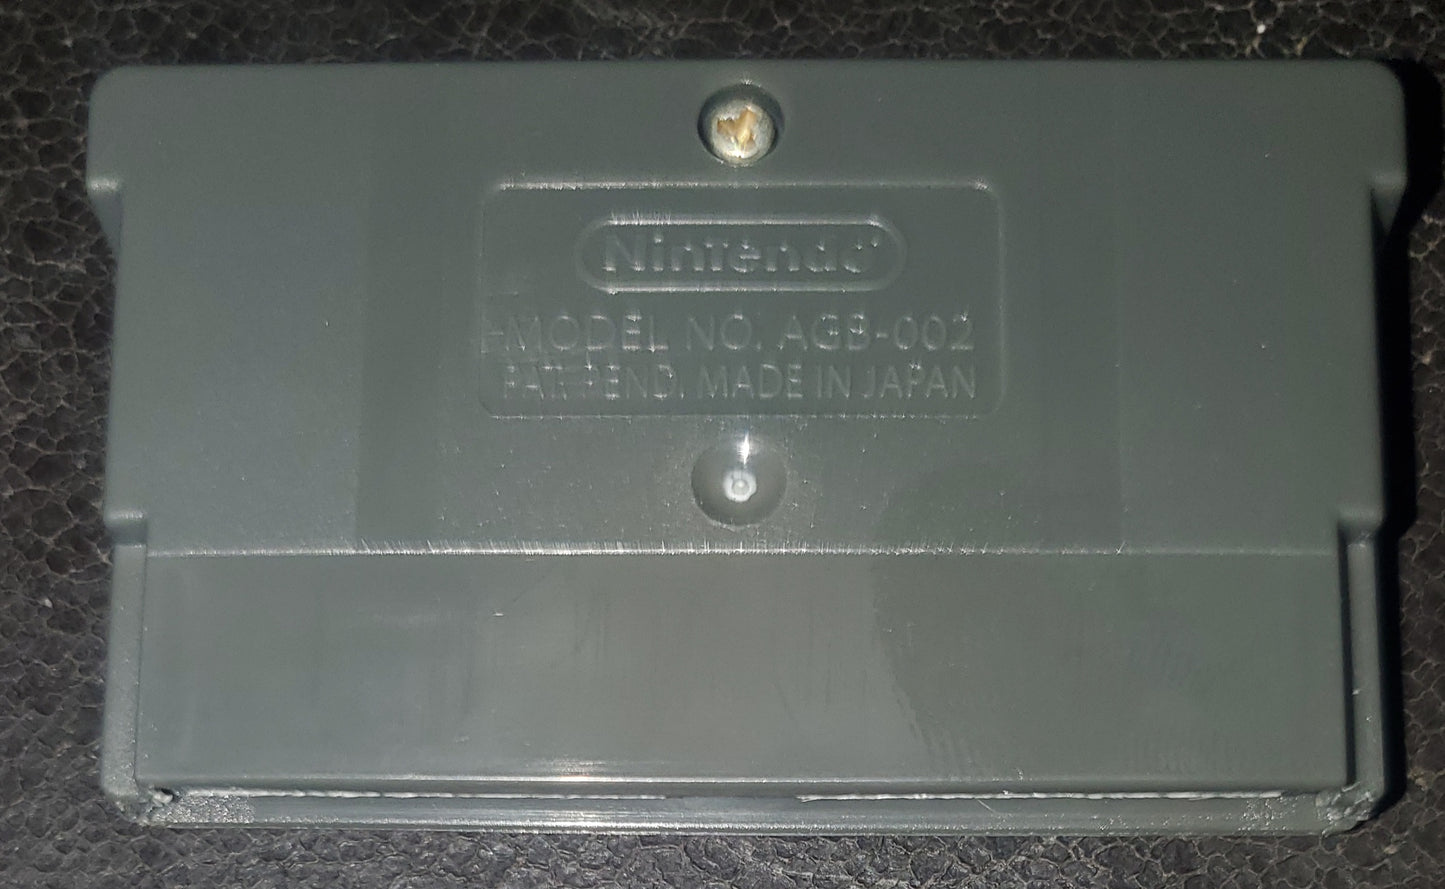 Nintendo
MODEL NO. AGB-002
PAT. PEND. MADE IN JAPAN